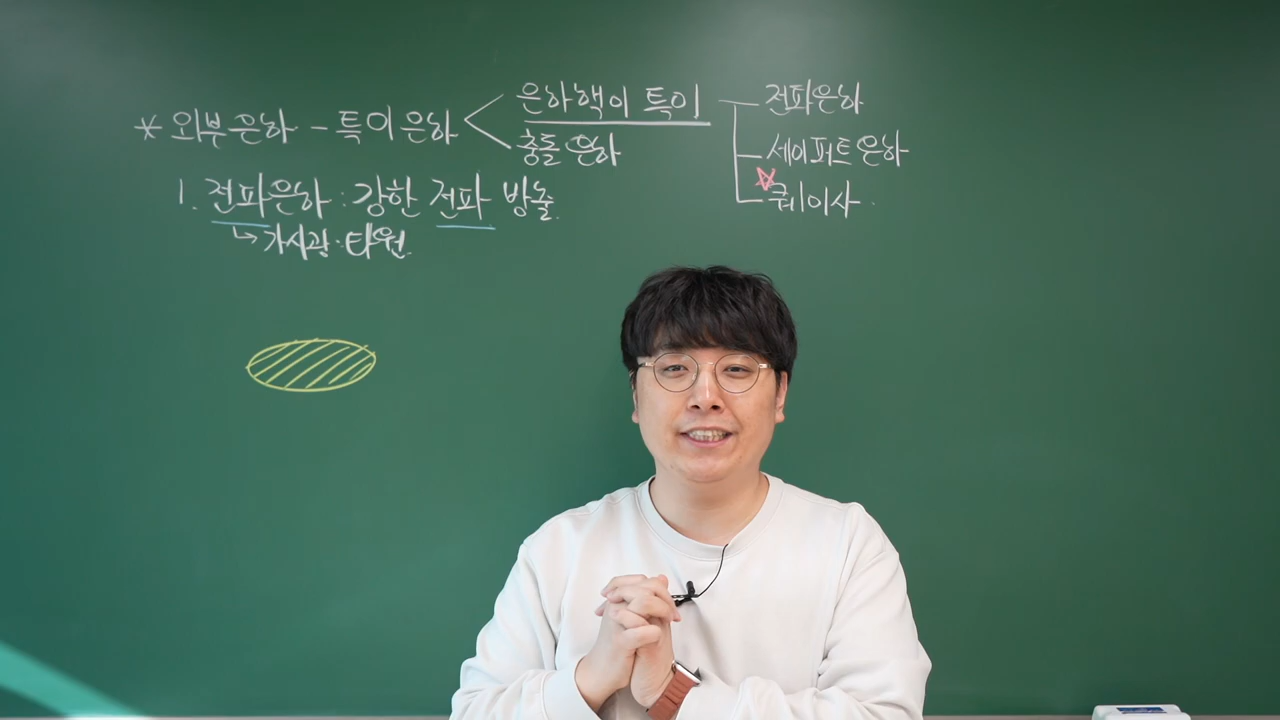 * 외부은하 - 특이은하 < 은하핵이 특이 전파은하
충돌은하 세이퍼트은하
☆ 퀘이사
1. 전파은하 : 강한 전파 방출
↳ 가시광 : 타원